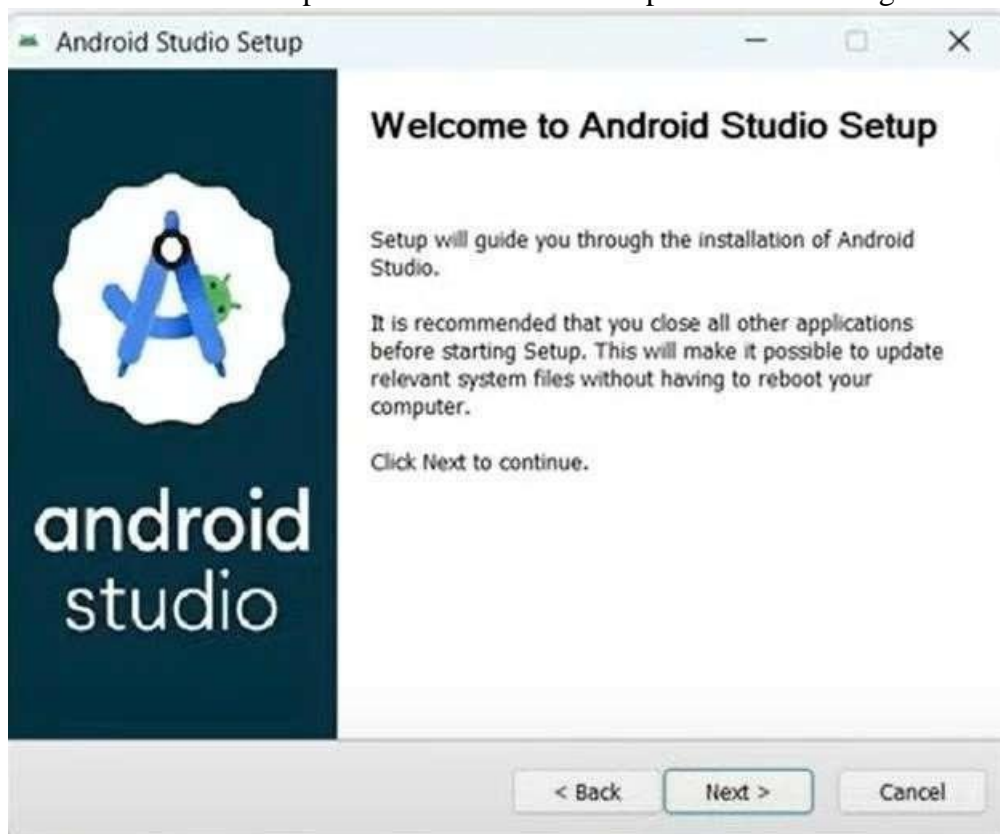 Android Studio Setup
Welcome to Android Studio Setup
Setup will guide you through the installation of Android
Studio.
It is recommended that you close all other applications
before starting Setup. This will make it possible to update
relevant system files without having to reboot your
computer.
Click Next to continue.
android
studio
< Back
Next >
Cancel